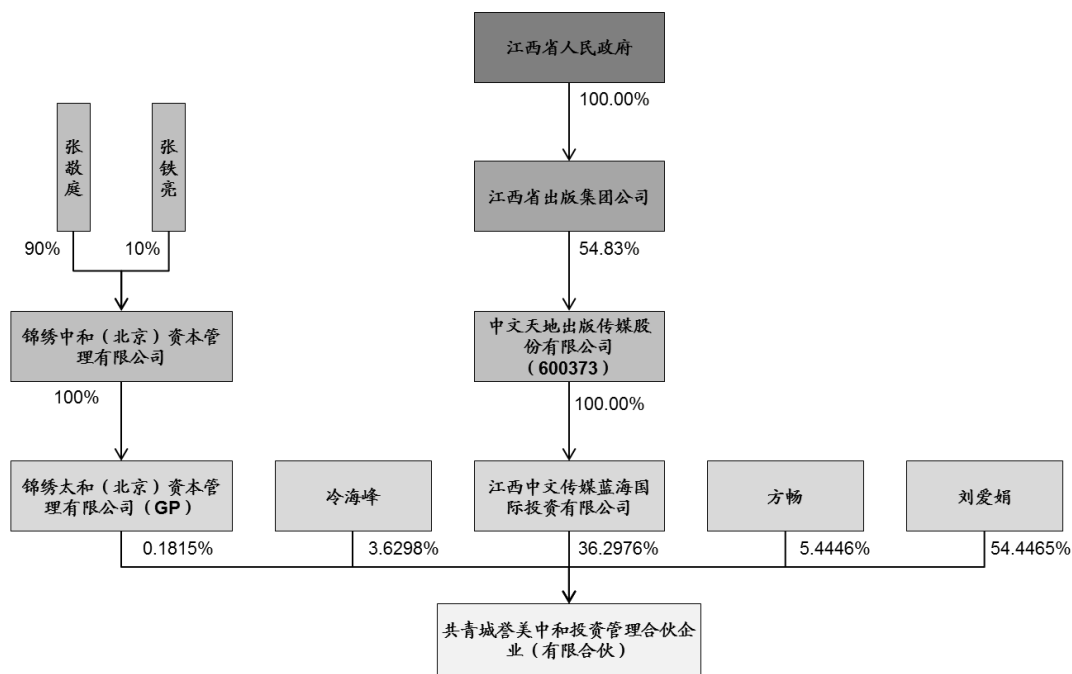 江西省人民政府
100.00%
张
敬
庭
张
铁
亮
江西省出版集团公司
90%
10%
54.83%
锦绣中和（北京）资本管
理有限公司
中文天地出版传媒股
份有限公司
（600373）
100%
100.00%
锦绣太和（北京）资本管
理有限公司（GP）
冷海峰
江西中文传媒蓝海国
际投资有限公司
方畅
刘爱娟
0.1815%
3.6298%
36.2976%
5.4446%
54.4465%
共青城誉美中和投资管理合伙企
业（有限合伙）